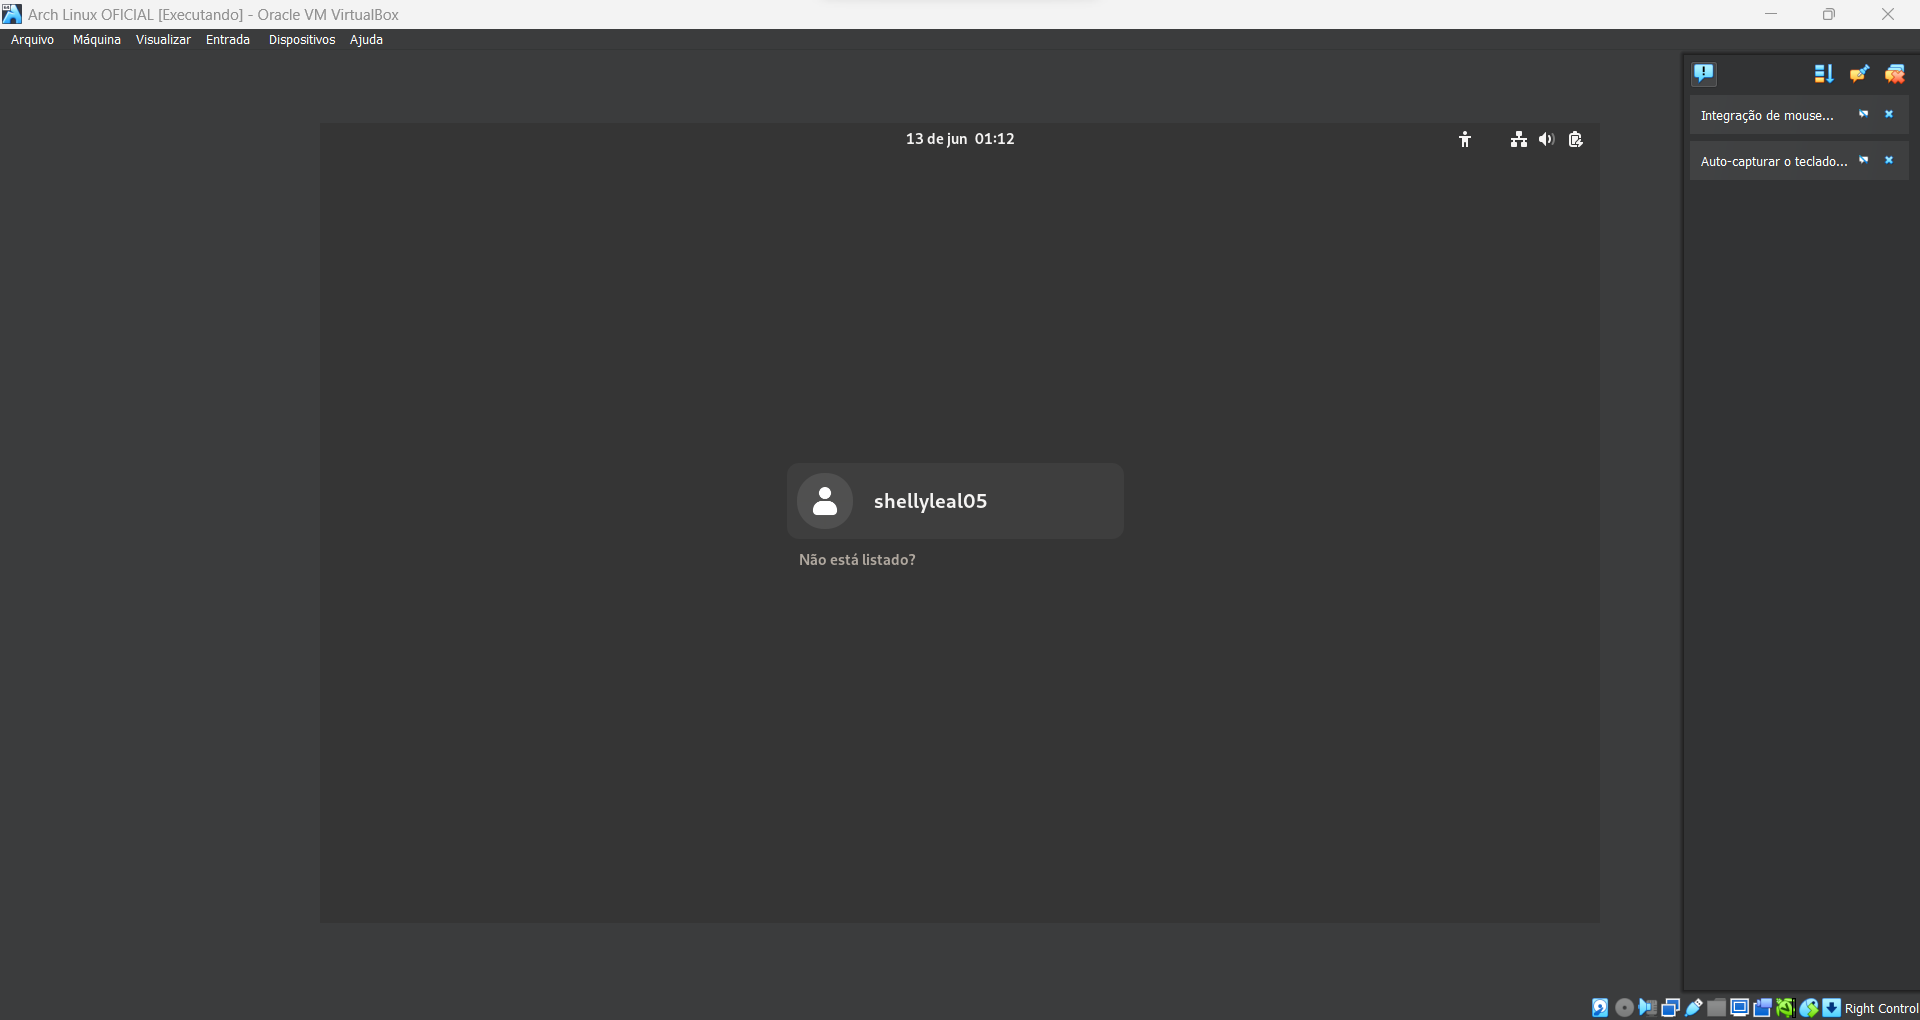 Arch Linux OFICIAL [Executando] - Oracle VM VirtualBox
Arquivo Máquina Visualizar Entrada Dispositivos Ajuda
Integração de mouse...
Auto-capturar o teclado...
13 de jun 01:12
shellyleal05
Não está listado?
Right Control